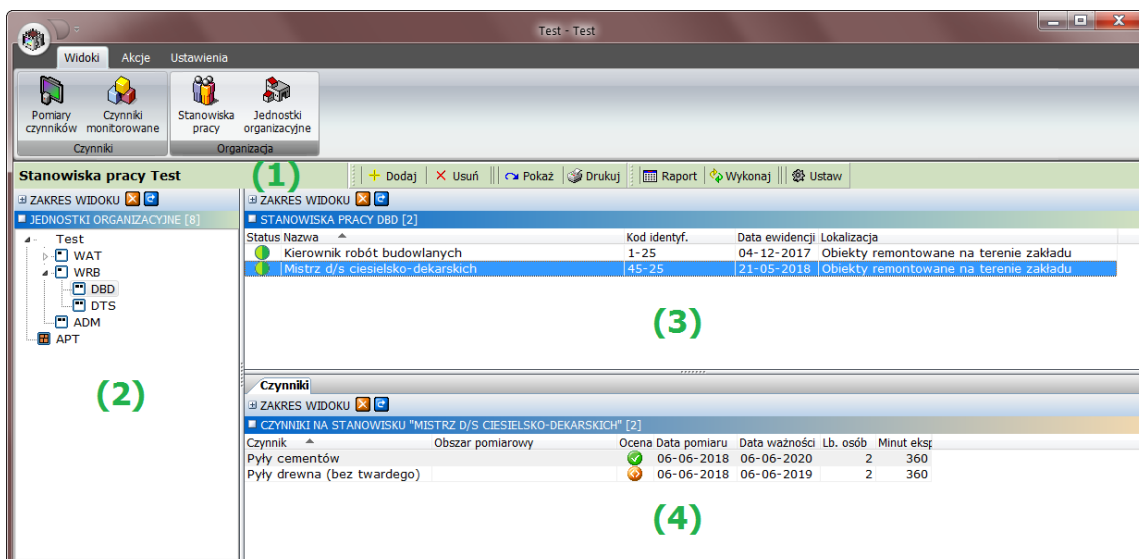 Test - Test
Widoki Akcje Ustawienia
Pomiary czynników
Czynniki monitorowane
Stanowiska pracy
Jednostki organizacyjne
Czynniki
Organizacja
Stanowiska pracy Test
(1)
Dodaj Usuń Pokaż Drukuj Raport Wykonaj Ustaw
ZAKRES WIDOKU
JEDNOSTKI ORGANIZACYJNE [8]
Test
WAT
WRB
DBD
DTS
ADM
APT
(2)
ZAKRES WIDOKU
STANOWISKA PRACY DBD [2]
Status Nazwa Kod identyf. Data ewidencji Lokalizacja
Kierownik robót budowlanych 1-25 04-12-2017 Obiekty remontowane na terenie zakładu
Mistrz d/s ciesielsko-dekarskich 45-25 21-05-2018 Obiekty remontowane na terenie zakładu
(3)
Czynniki
ZAKRES WIDOKU
CZYNNIKI NA STANOWISKU "MISTRZ D/S CIESIELSKO-DEKARSKICH" [2]
Czynnik Obszar pomiarowy Ocena Data pomiaru Data ważności Lb. osób Minut eksp
Pyły cementów 06-06-2018 06-06-2020 2 360
Pyły drewna (bez twardego) 06-06-2018 06-06-2019 2 360
(4)